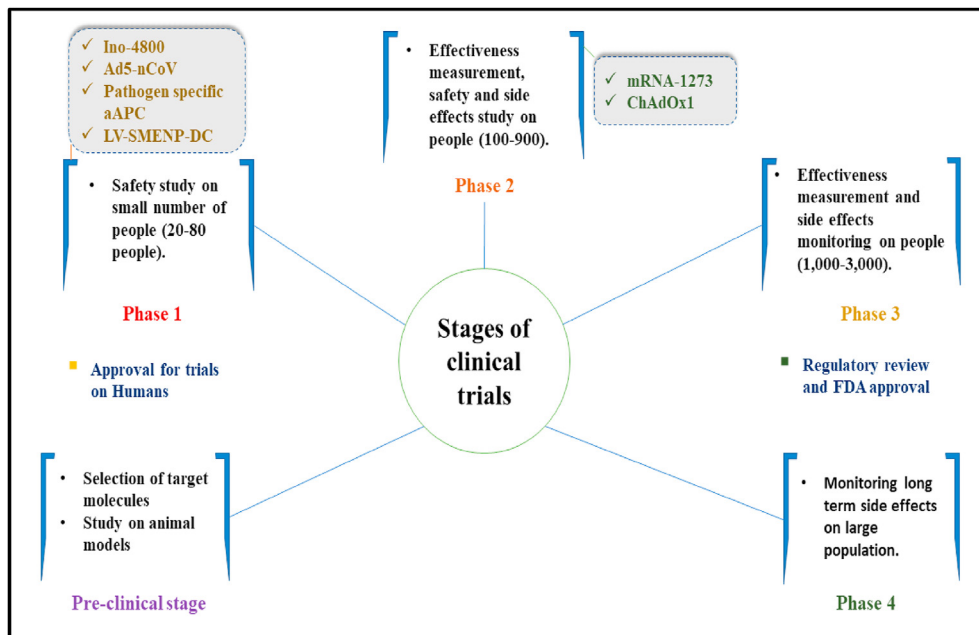 ✓ Ino-4800
✓ Ad5-nCoV
✓ Pathogen specific
aAPC
✓ LV-SMENP-DC
• Safety study on
small number of
people (20-80
people).
Phase 1
• Effectiveness
measurement,
safety and side
effects study on
people (100-900).
✓ mRNA-1273
✓ ChAdOx1
Phase 2
• Effectiveness
measurement and
side effects
monitoring on people
(1,000-3,000).
Phase 3
Stages of
clinical
trials
■ Approval for trials
on Humans
■ Regulatory review
and FDA approval
• Selection of target
molecules
• Study on animal
models
Pre-clinical stage
• Monitoring long
term side effects
on large
population.
Phase 4